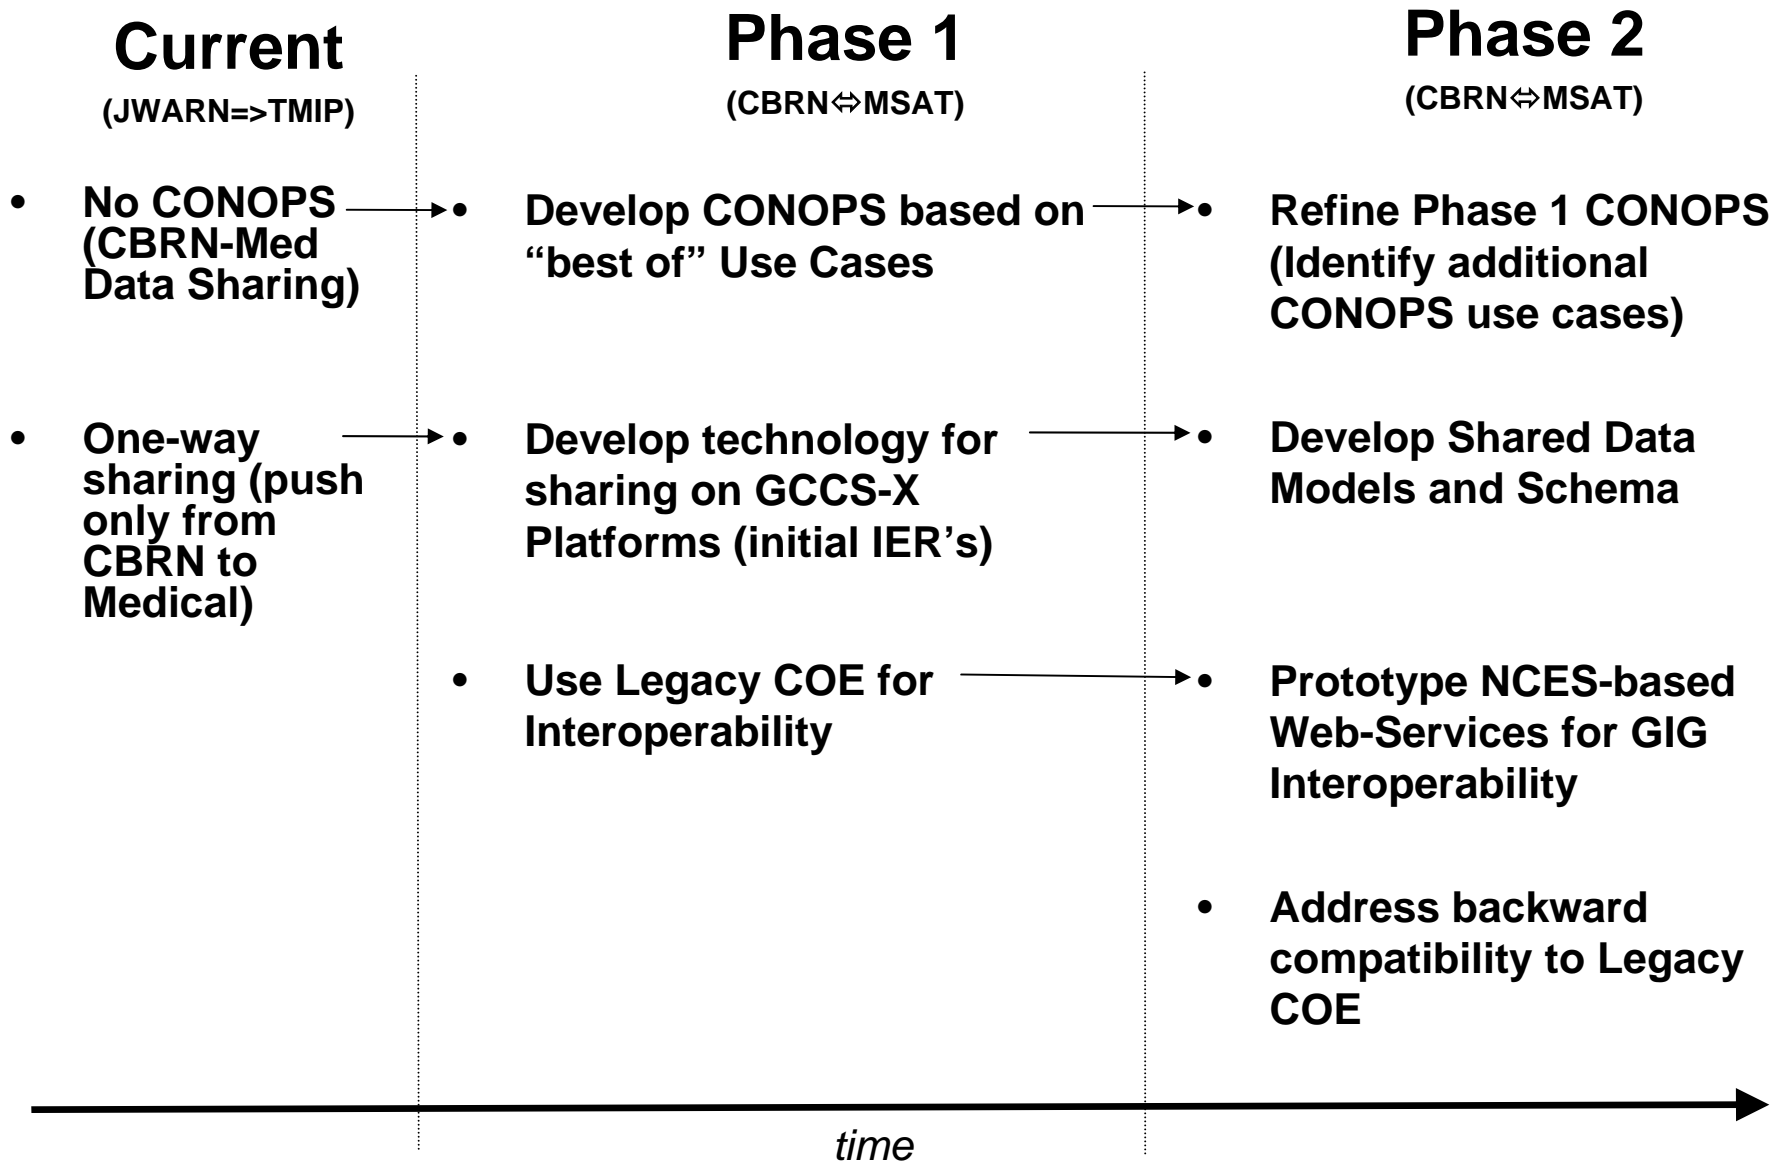 Current
(JWARN=>TMIP)
• No CONOPS
(CBRN-Med
Data Sharing)
• One-way
sharing (push
only from
CBRN to
Medical)
Phase 1
(CBRN⬄MSAT)
• Develop CONOPS based on
“best of” Use Cases
• Develop technology for
sharing on GCCS-X
Platforms (initial IER’s)
• Use Legacy COE for
Interoperability
Phase 2
(CBRN⬄MSAT)
• Refine Phase 1 CONOPS
(Identify additional
CONOPS use cases)
• Develop Shared Data
Models and Schema
• Prototype NCES-based
Web-Services for GIG
Interoperability
• Address backward
compatibility to Legacy
COE
time